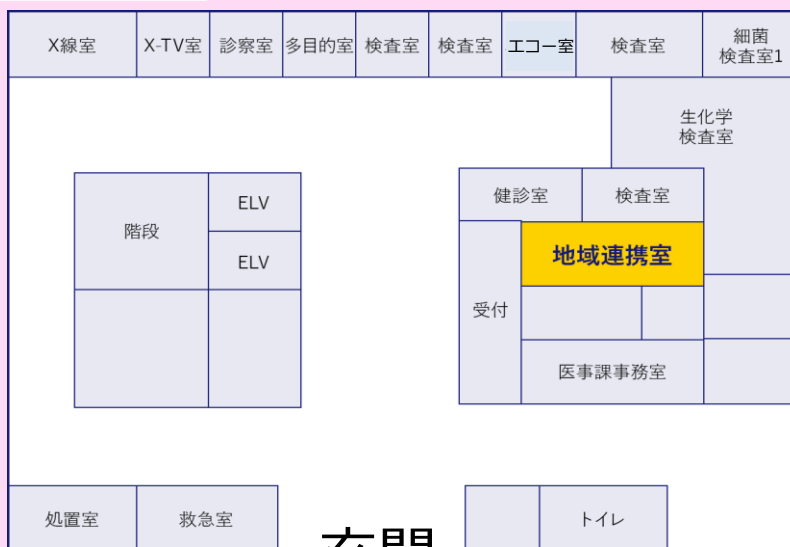 X線室
X-TV室
診察室
多目的室
検査室
検査室
エコー室
検査室
細菌
検査室1
生化学
検査室
階段
ELV
ELV
健診室
検査室
地域連携室
受付
医事課事務室
処置室
救急室
玄関
トイレ